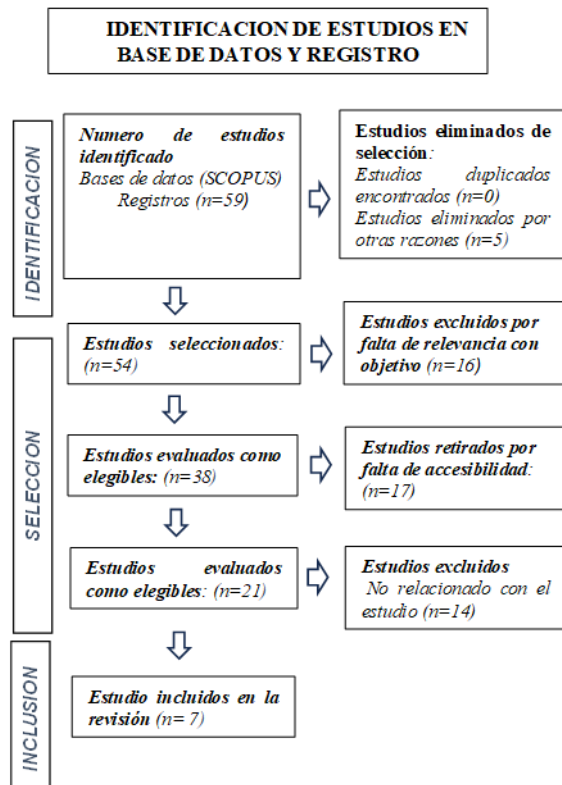 IDENTIFICACION DE ESTUDIOS EN
BASE DE DATOS Y REGISTRO
IDENTIFICACION
Numero de estudios
identificado
Bases de datos (SCOPUS)
Registros (n=59)
Estudios eliminados de
selección:
Estudios duplicados
encontrados (n=0)
Estudios eliminados por
otras razones (n=5)
SELECCION
Estudios seleccionados:
(n=54)
Estudios excluidos por
falta de relevancia con
objetivo (n=16)
Estudios evaluados como
elegibles: (n=38)
Estudios retirados por
falta de accesibilidad:
(n=17)
Estudios evaluados
como elegibles: (n=21)
Estudios excluidos
No relacionado con el
estudio (n=14)
INCLUSION
Estudio incluidos en la
revisión (n= 7)